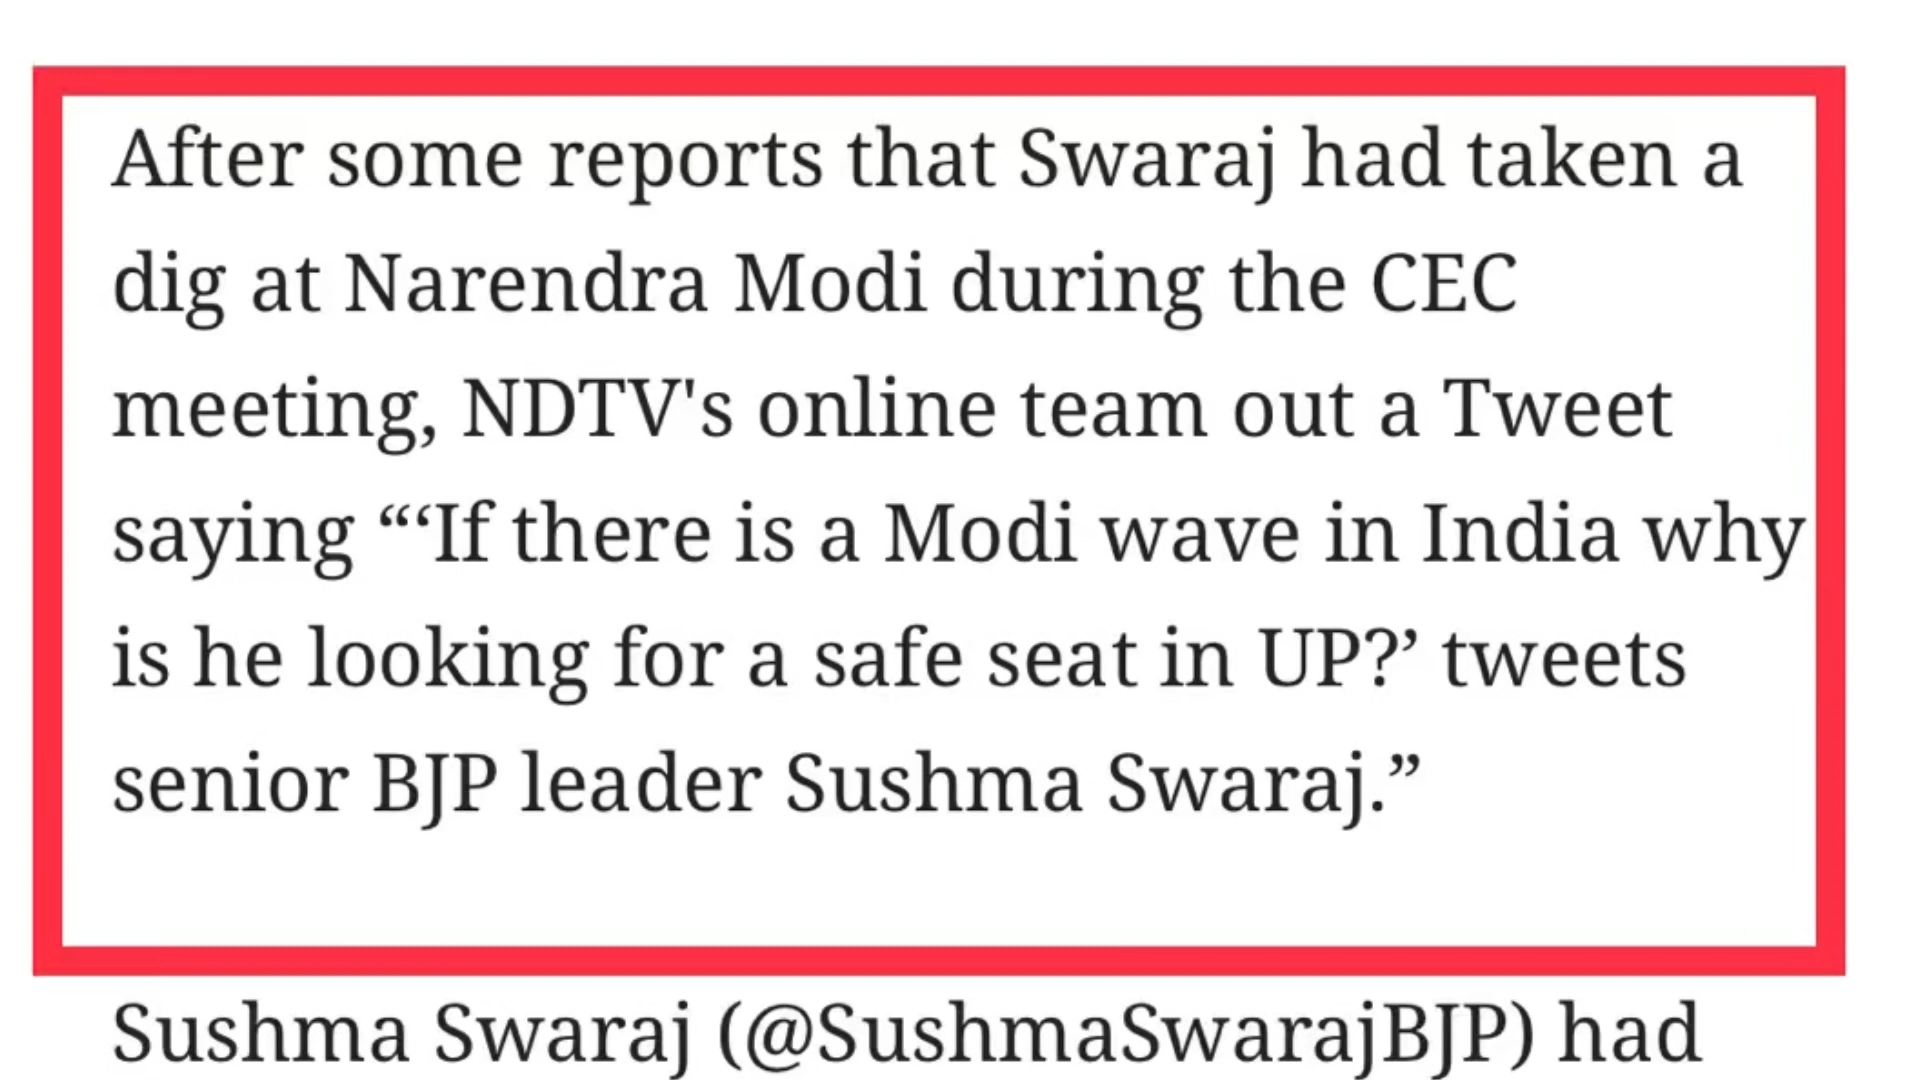 After some reports that Swaraj had taken a
dig at Narendra Modi during the CEC
meeting, NDTV's online team out a Tweet
saying “‘If there is a Modi wave in India why
is he looking for a safe seat in UP?’ tweets
senior BJP leader Sushma Swaraj.”
Sushma Swaraj (@SushmaSwarajBJP) had